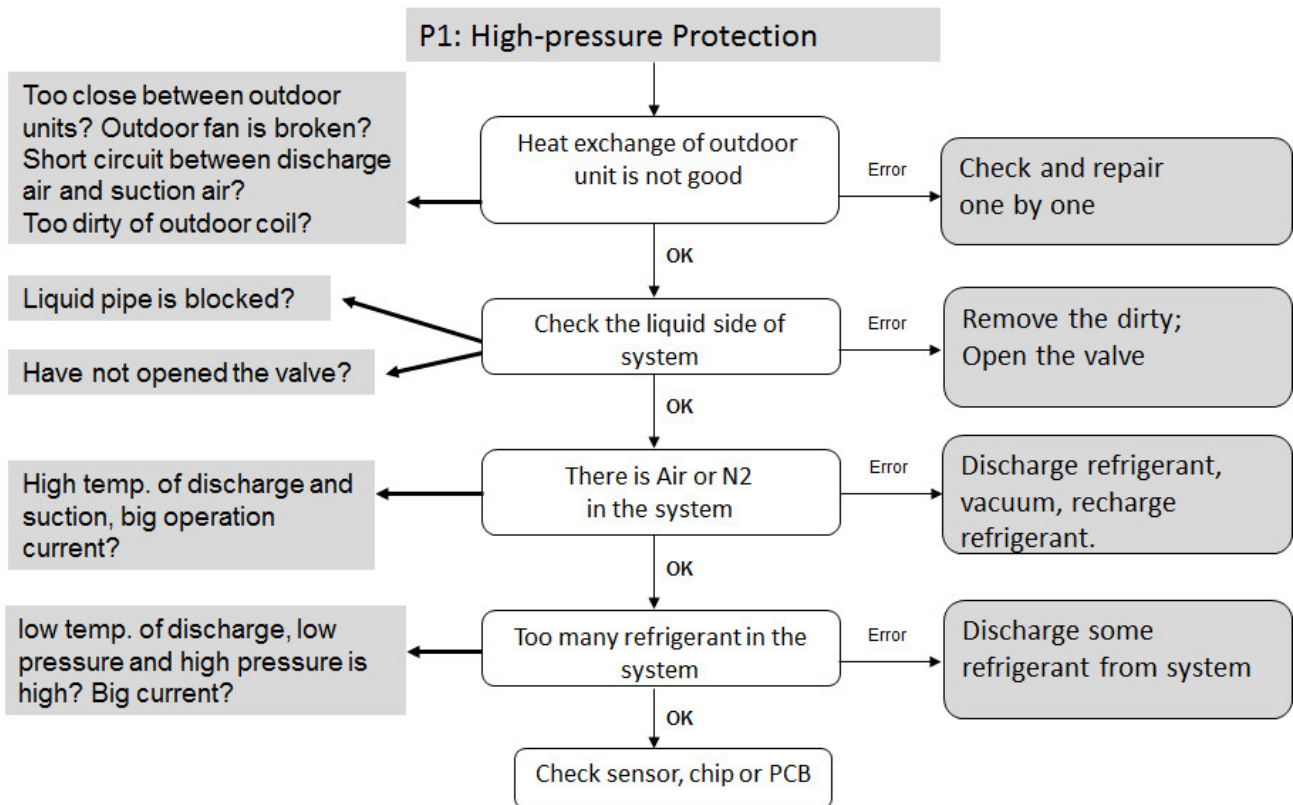 P1: High-pressure Protection
Too close between outdoor
units? Outdoor fan is broken?
Short circuit between discharge
air and suction air?
Too dirty of outdoor coil?
Heat exchange of outdoor
unit is not good
Error
Check and repair
one by one
OK
Liquid pipe is blocked?
Have not opened the valve?
Check the liquid side of
system
Error
Remove the dirty;
Open the valve
OK
High temp. of discharge and
suction, big operation
current?
There is Air or N2
in the system
Error
Discharge refrigerant,
vacuum, recharge
refrigerant.
OK
low temp. of discharge, low
pressure and high pressure is
high? Big current?
Too many refrigerant in the
system
Error
Discharge some
refrigerant from system
OK
Check sensor, chip or PCB